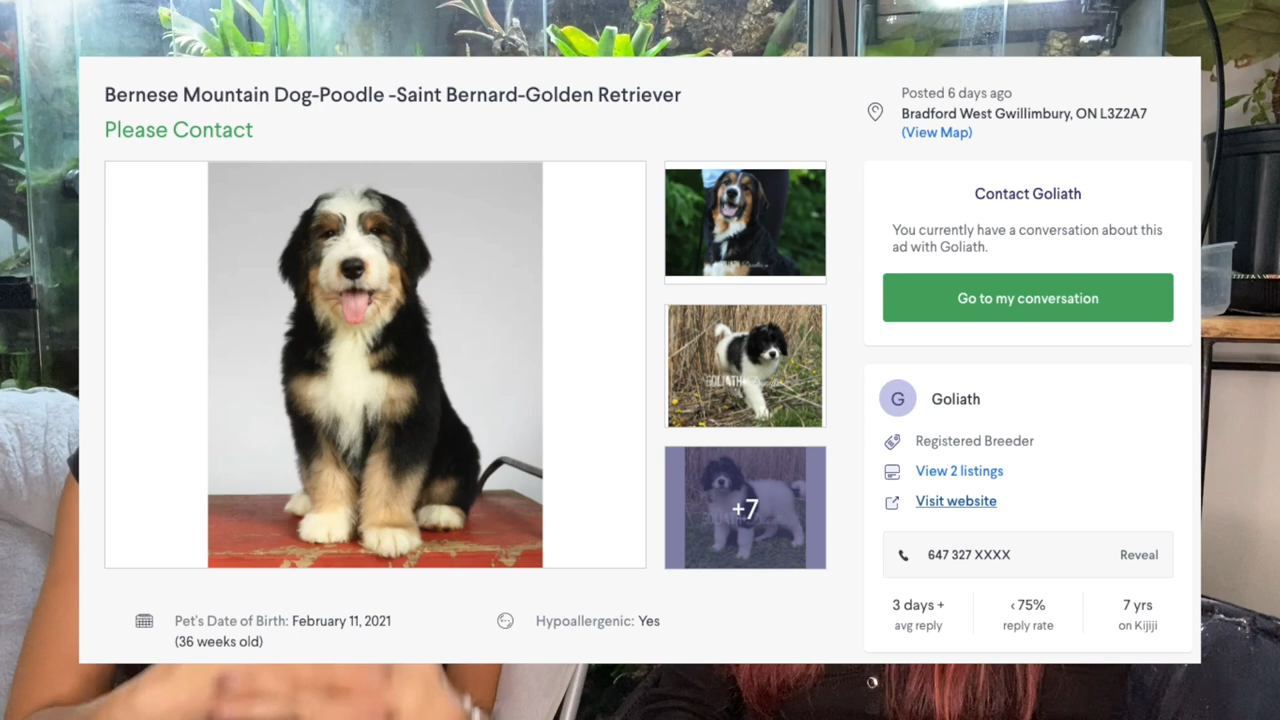 Bernese Mountain Dog-Poodle -Saint Bernard-Golden Retriever
Please Contact
Posted 6 days ago
Bradford West Gwillimbury, ON L3Z2A7
(View Map)
Contact Goliath
You currently have a conversation about this
ad with Goliath.
Go to my conversation
GOLIATH
+7
G
Goliath
Registered Breeder
View 2 listings
Visit website
647 327 XXXX
Reveal
3 days +
avg reply
<75%
reply rate
7 yrs
on Kijiji
Pet's Date of Birth: February 11, 2021
(36 weeks old)
Hypoallergenic: Yes